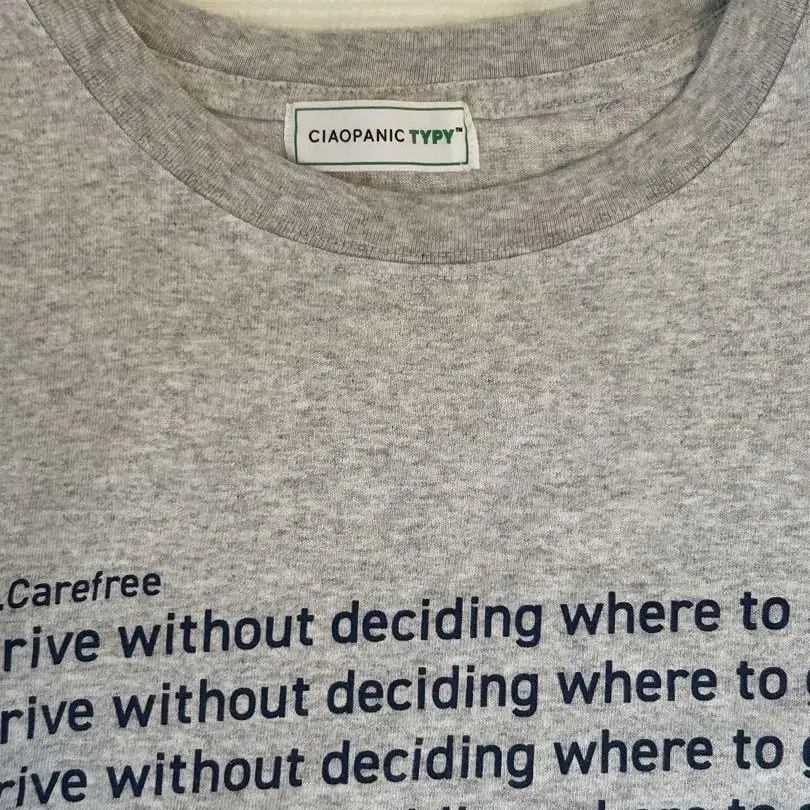 CIAOPANIC TYPY™
.Carefree
rive without deciding where to
rive without deciding where to
rive without deciding where to g